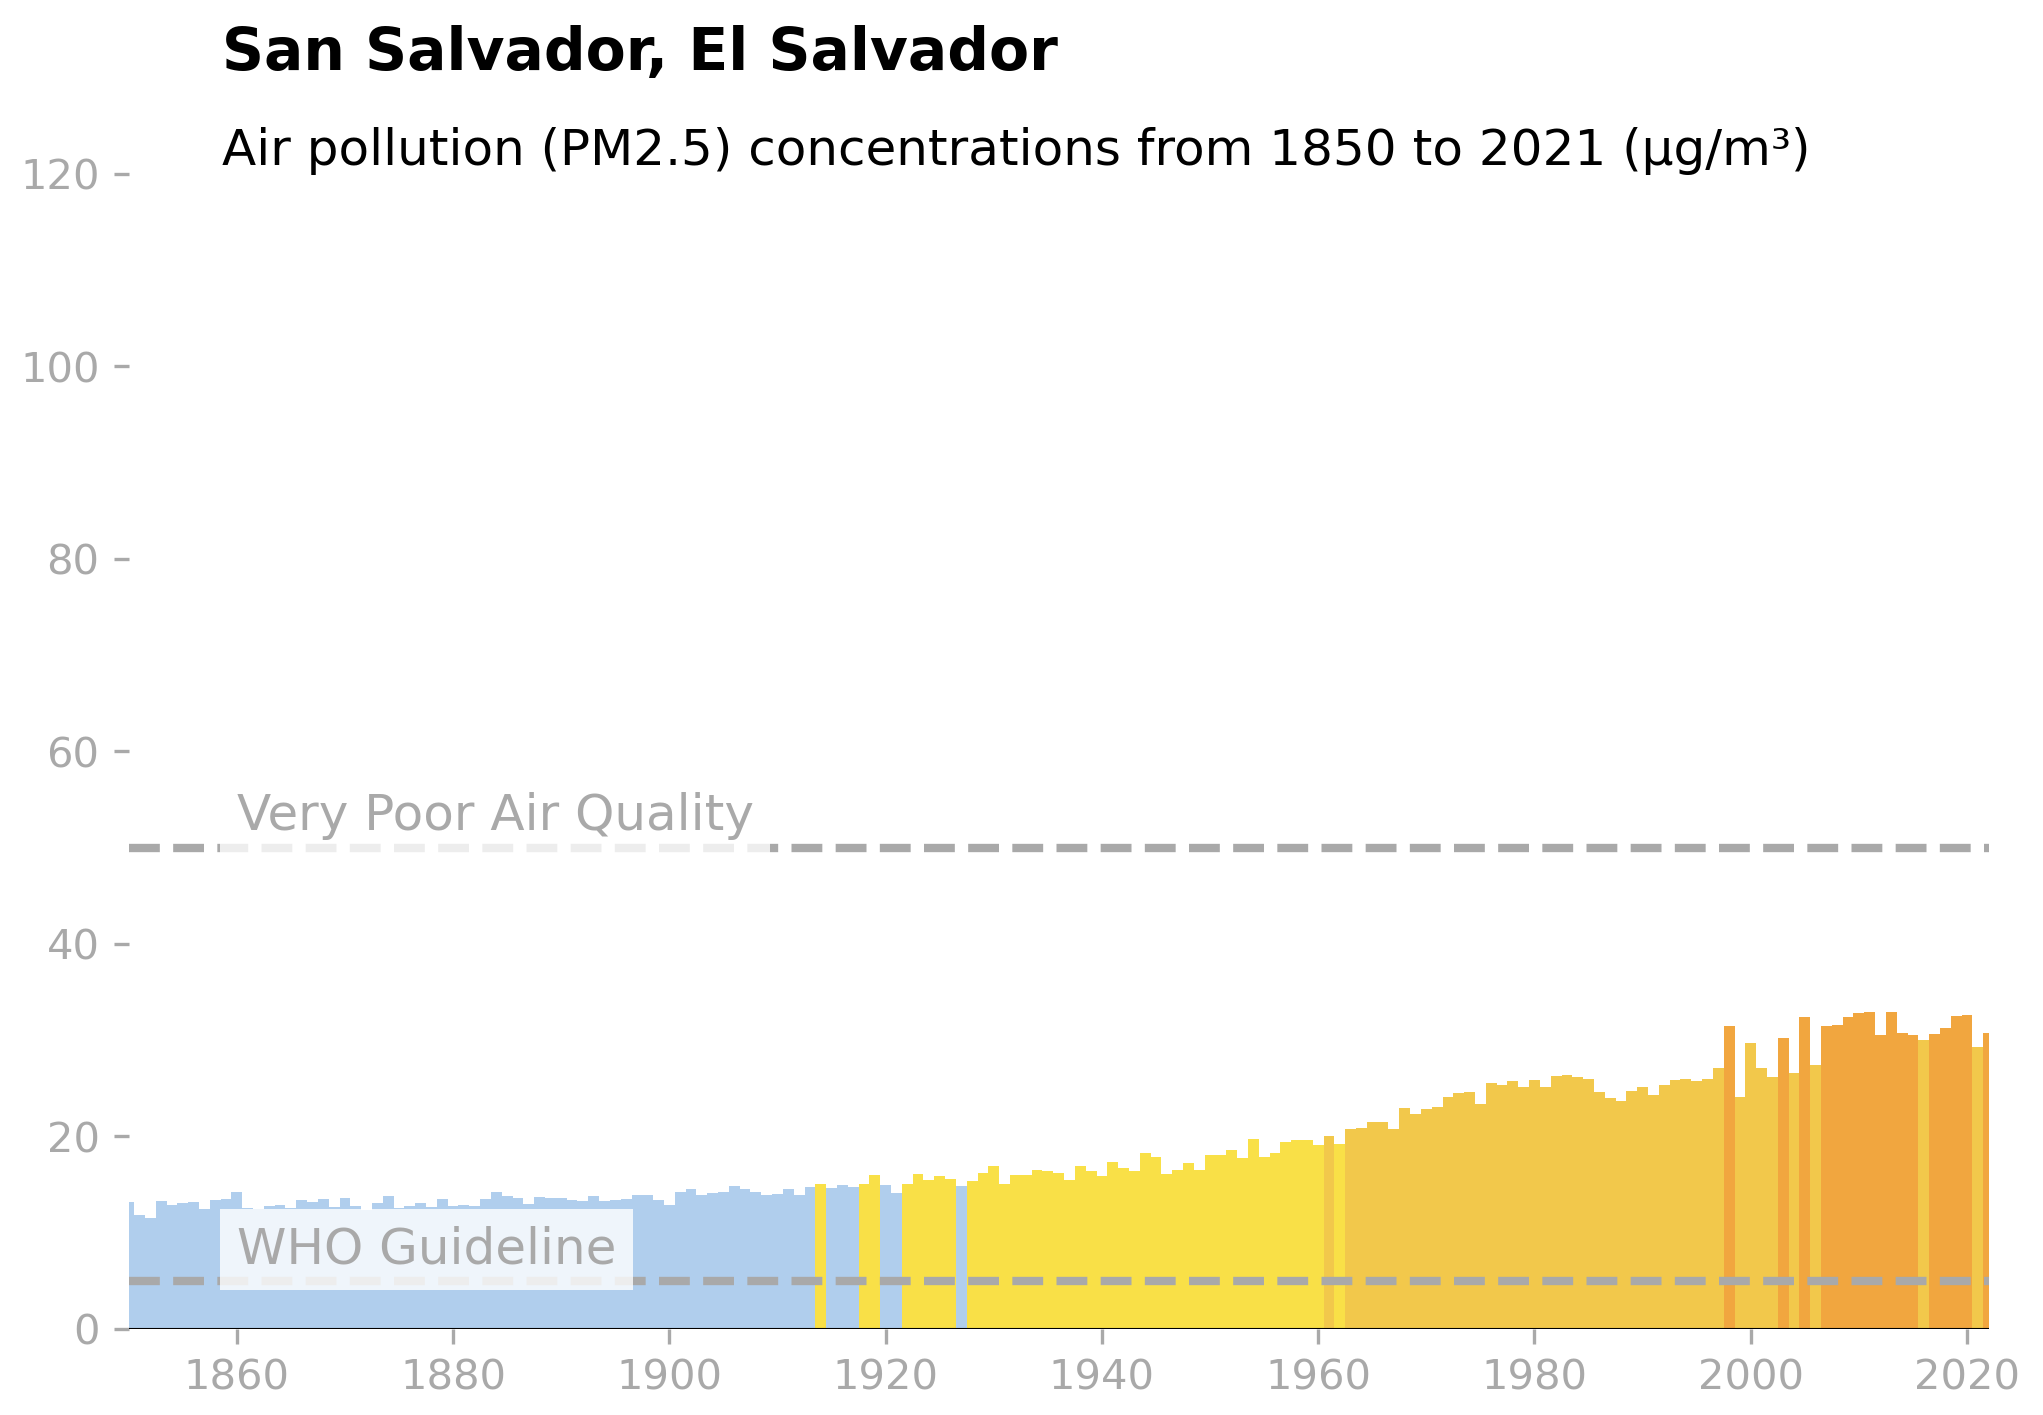 San Salvador, El Salvador
Air pollution (PM2.5) concentrations from 1850 to 2021 (μg/m³)
120
100
80
60
Very Poor Air Quality
40
20
WHO Guideline
0
1860 1880 1900 1920 1940 1960 1980 2000 2020